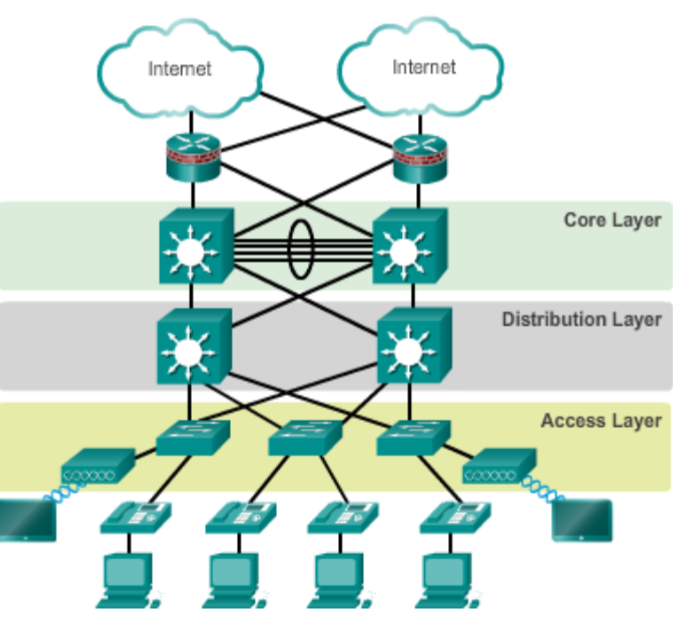 Internet
Internet
Core Layer
Distribution Layer
Access Layer